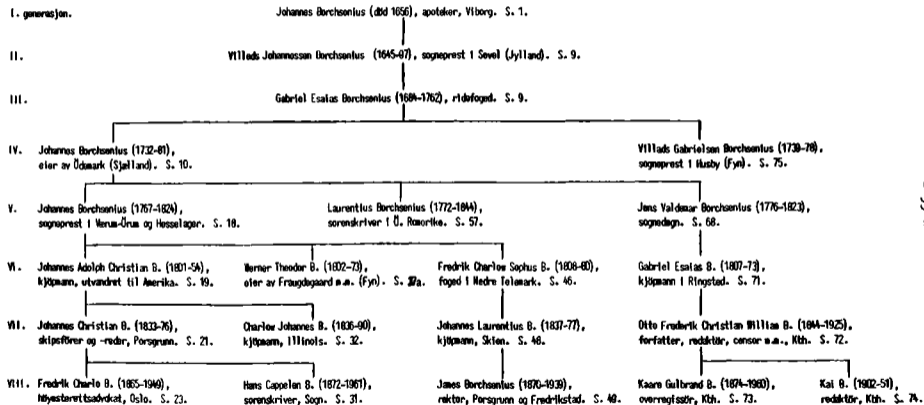 I. generasjon. Johannes Borchsenius (död 1656), apoteker, Viborg. S. 1.
II. Villads Johannessen Borchsenius (1645-97), sogneprest i Sevel (Jylland). S. 9.
III. Gabriel Esaias Borchsenius (1684-1762), ridefoged. S. 9.
IV. Johannes Borchsenius (1732-81), Villads Gabrielsen Borchsenius (1739-78),
eier av Ödemark (Sjælland). S. 10. sogneprest i Husby (Fyn). S. 75.
V. Johannes Borchsenius (1767-1824), Laurentius Borchsenius (1772-1844), Jens Valdemar Borchsenius (1776-1823),
sogneprest i Verum-Örum og Hesselager. S. 18. sorenskriver i Ö. Romerike. S. 57. sognedegn. S. 68.
VI. Johannes Adolph Christian B. (1801-54), Werner Theodor B. (1802-73) Fredrik Charlow Sophus B. (1808-60) Gabriel Esaias B. (1807-73)
kjöpmann, utvandret til Amerika. S. 19. eier av Fraugdegaard m.m. (Fyn). S. foged i Nedre Telemark. S. 46. kjöpmann i Ringsted. S. 71.
VII. Johannes Christian B. (1833-76) Charlow Johannes B. (1836-90) Johannes Laurentius B. (1837-77) Otto Frederik Christian William B. (1844-1925)
skipsförer og -reder, Porsgrunn. S. 21. kjöpmann, Illinois. S. 32. kjöpmann, Skien. S. 48. forfatter, redaktör, censor m.m., Kbh. S. 72.
VIII. Fredrik Charlo B. (1865-1949), Hans Cappelen B. (1872-1961) James Borchsenius (1870-1939), Kaare Gulbrand B. (1874-1960) Kai B. (1902-51)
höyesterettsadvokat, Oslo. S. 23. sorenskriver, Sogn. S. 31. rektor, Porsgrunn og Fredrikstad. S. 49. overregissör, Kbh. S. 73. redaktör, Kbh. S. 74.